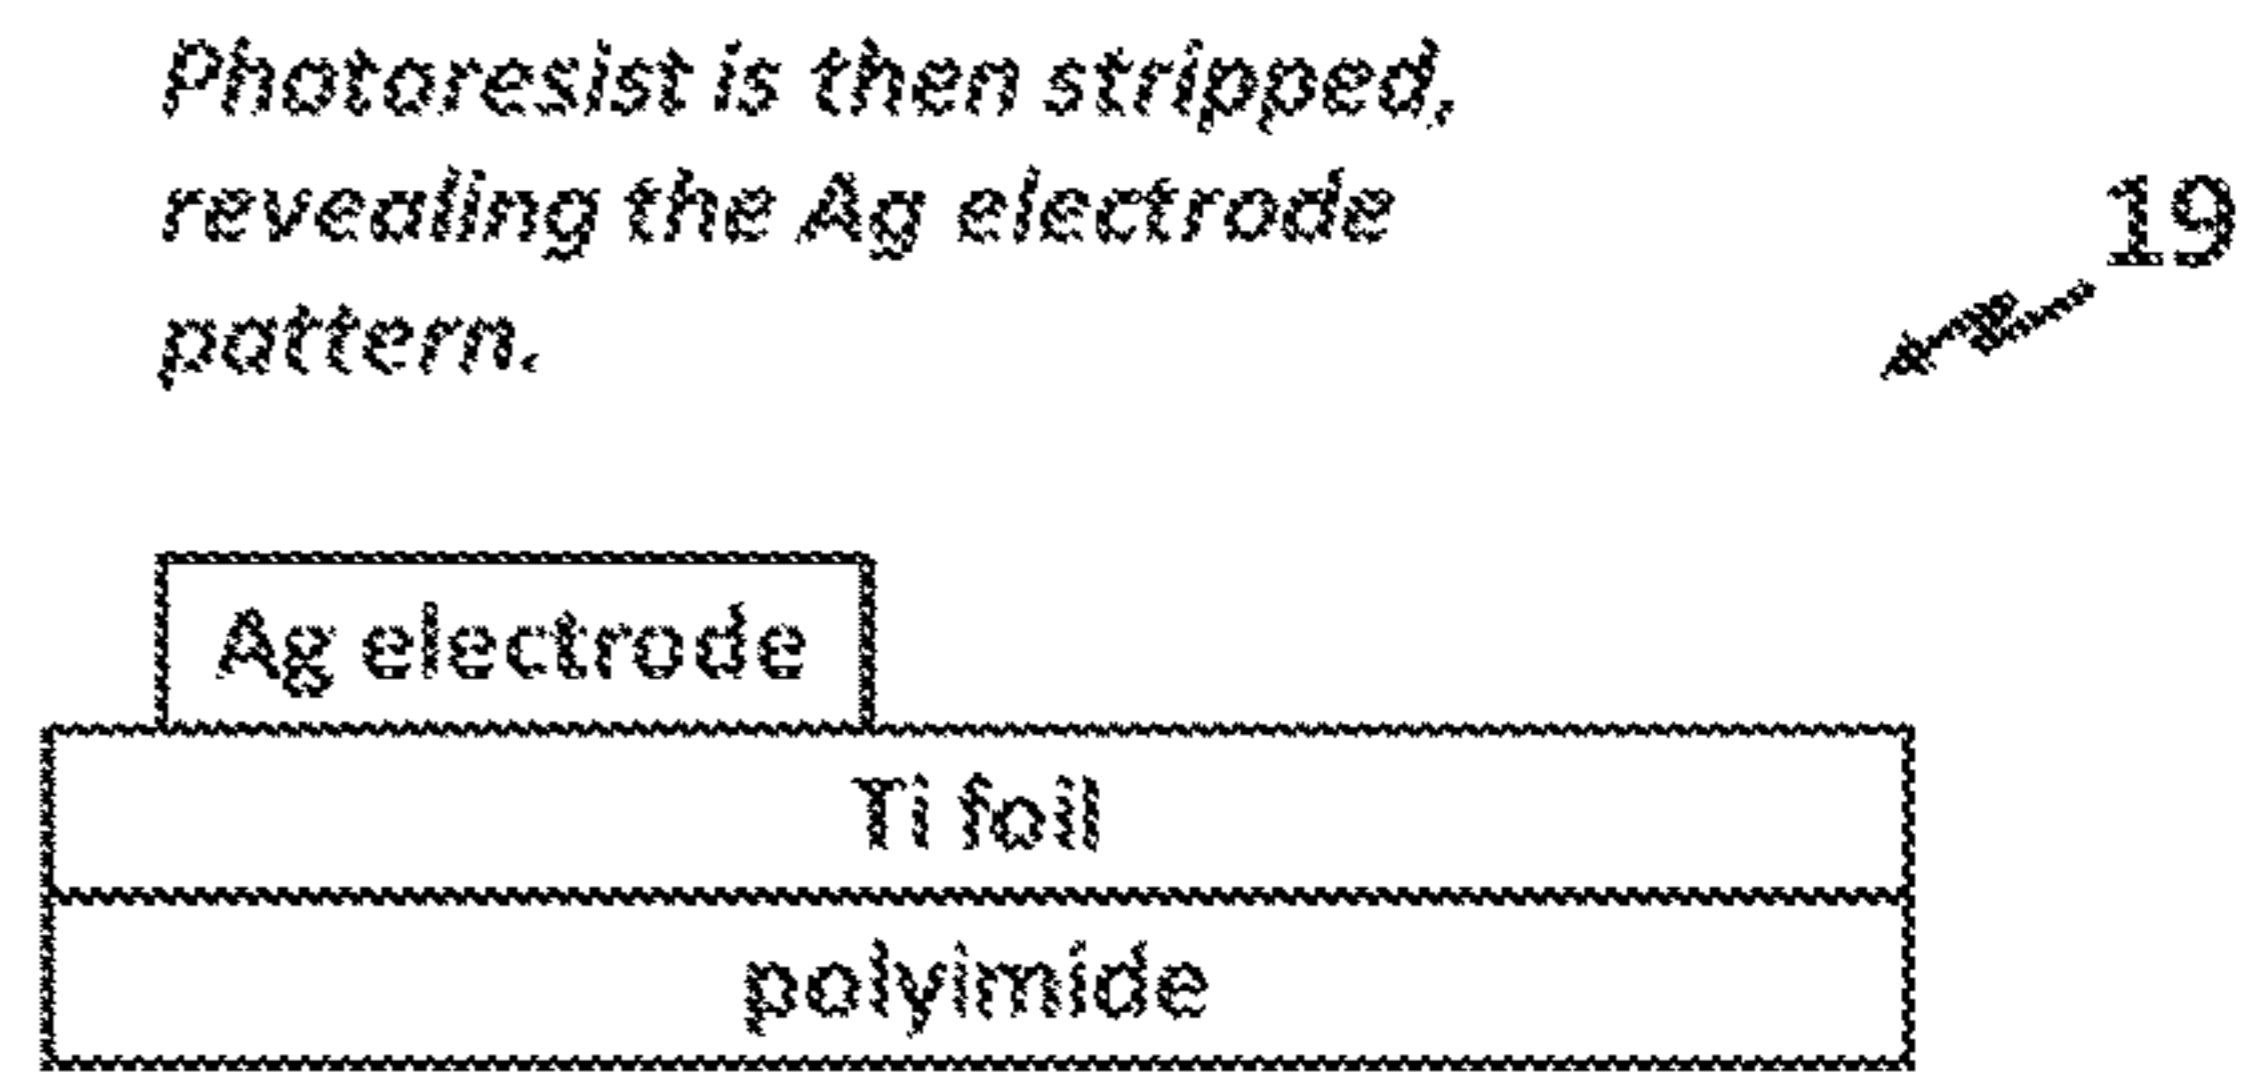 Photoresist is then stripped,
revealing the Ag electrode
pattern.
19
Ag electrode
Ti foil
polyimide